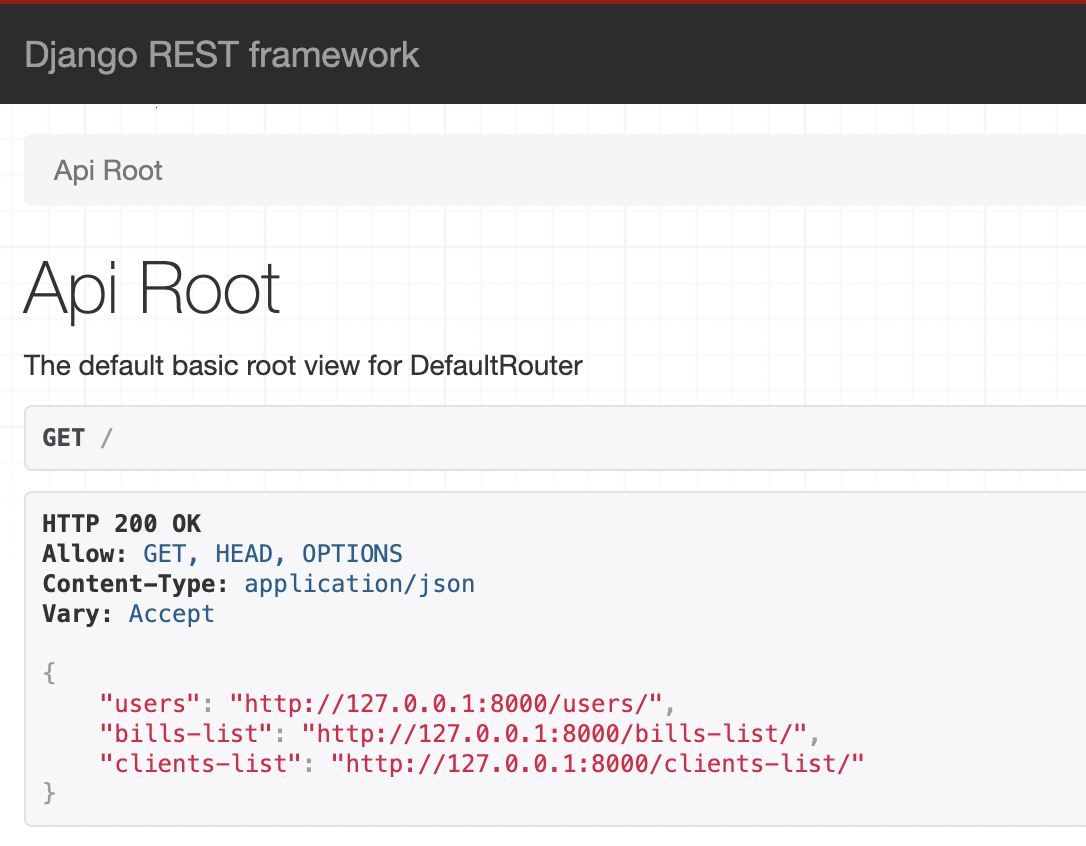 Django REST framework
Api Root
Api Root
The default basic root view for DefaultRouter
GET /
HTTP 200 OK
Allow: GET, HEAD, OPTIONS
Content-Type: application/json
Vary: Accept
{
    "users": "http://127.0.0.1:8000/users/",
    "bills-list": "http://127.0.0.1:8000/bills-list/",
    "clients-list": "http://127.0.0.1:8000/clients-list/"
}